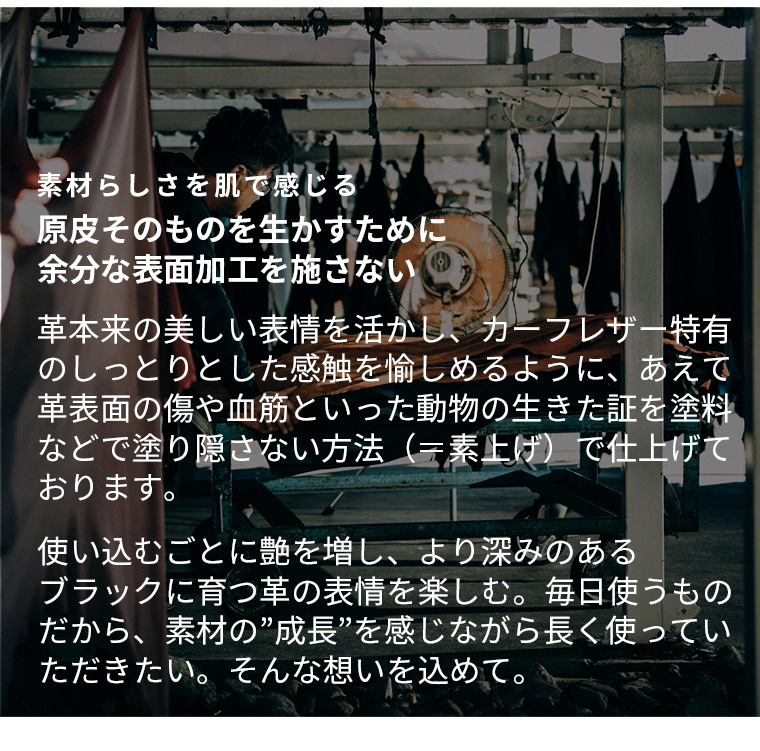 素材らしさを肌で感じる
原皮そのものを生かすために
余分な表面加工を施さない
革本来の美しい表情を活かし、カーフレザー特有
のしっとりとした感触を愉しめるように、あえて
革表面の傷や血筋といった動物の生きた証を塗料
などで塗り隠さない方法（＝素上げ）で仕上げて
おります。
使い込むごとに艶を増し、より深みのある
ブラックに育つ革の表情を楽しむ。毎日使うもの
だから、素材の”成長”を感じながら長く使ってい
ただきたい。そんな想いを込めて。